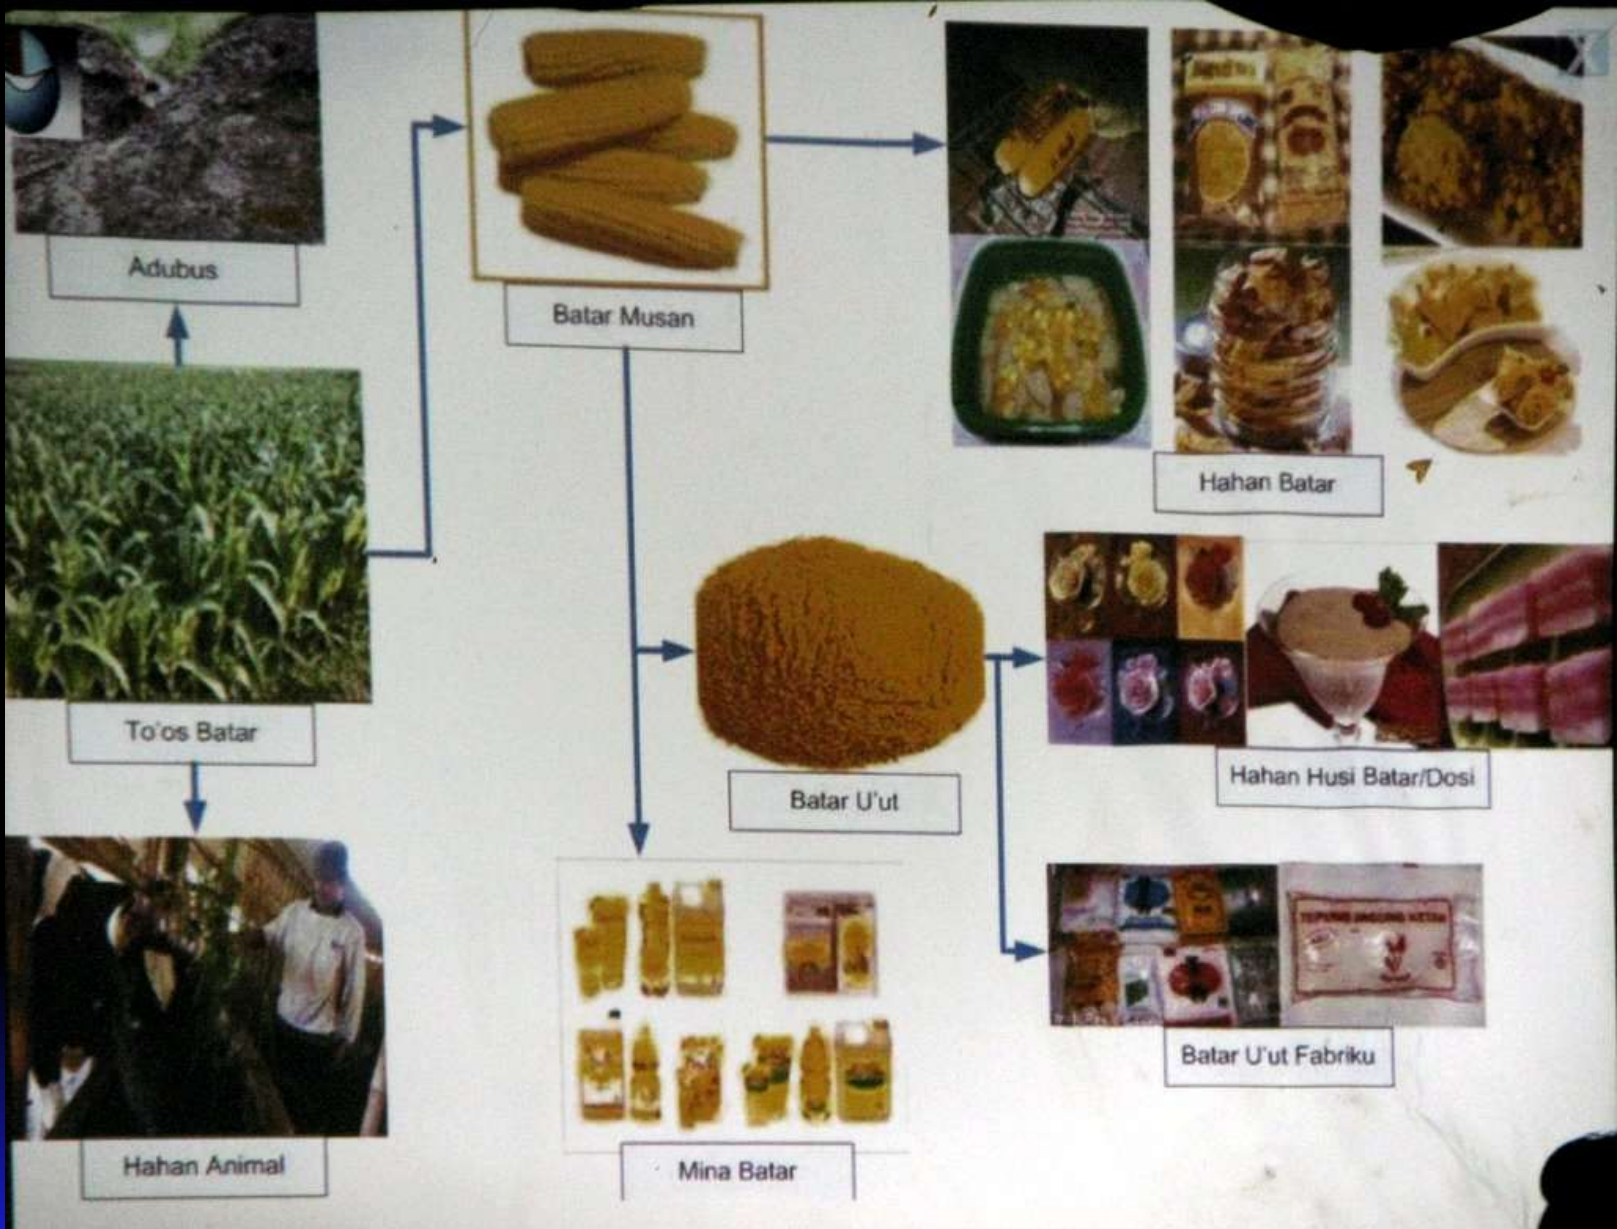 Adubus
Batar Musan
Hahan Batar
To'os Batar
Batar U'ut
Hahan Husi Batar/Dosi
Batar U'ut Fabriku
Hahan Animal
Mina Batar